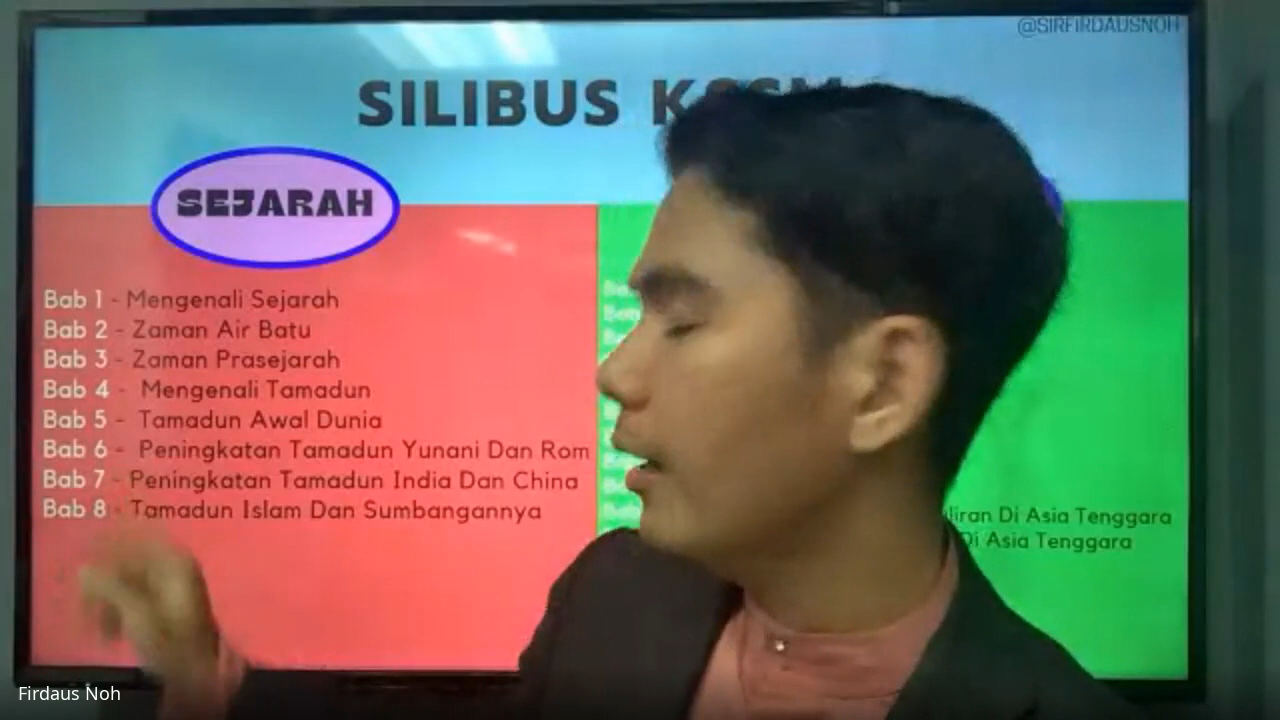 @SIRFIRDAUSNOH
SILIBUS
SEJARAH
Bab 1 - Mengenali Sejarah
Bab 2 - Zaman Air Batu
Bab 3 - Zaman Prasejarah
Bab 4 - Mengenali Tamadun
Bab 5 - Tamadun Awal Dunia
Bab 6 - Peningkatan Tamadun Yunani Dan Rom
Bab 7 - Peningkatan Tamadun India Dan China
Bab 8 - Tamadun Islam Dan Sumbangannya
Di Asia Tenggara
Di Asia Tenggara
Firdaus Noh